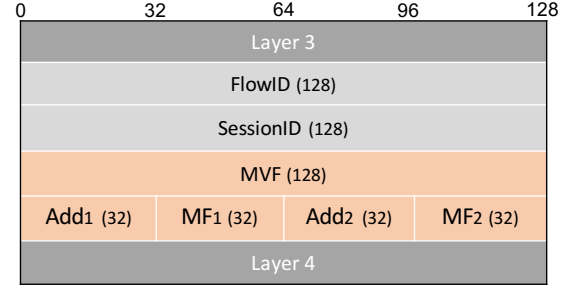 0 32 64 96 128
Layer 3
FlowID (128)
SessionID (128)
MVF (128)
Add1 (32) MF1 (32) Add2 (32) MF2 (32)
Layer 4